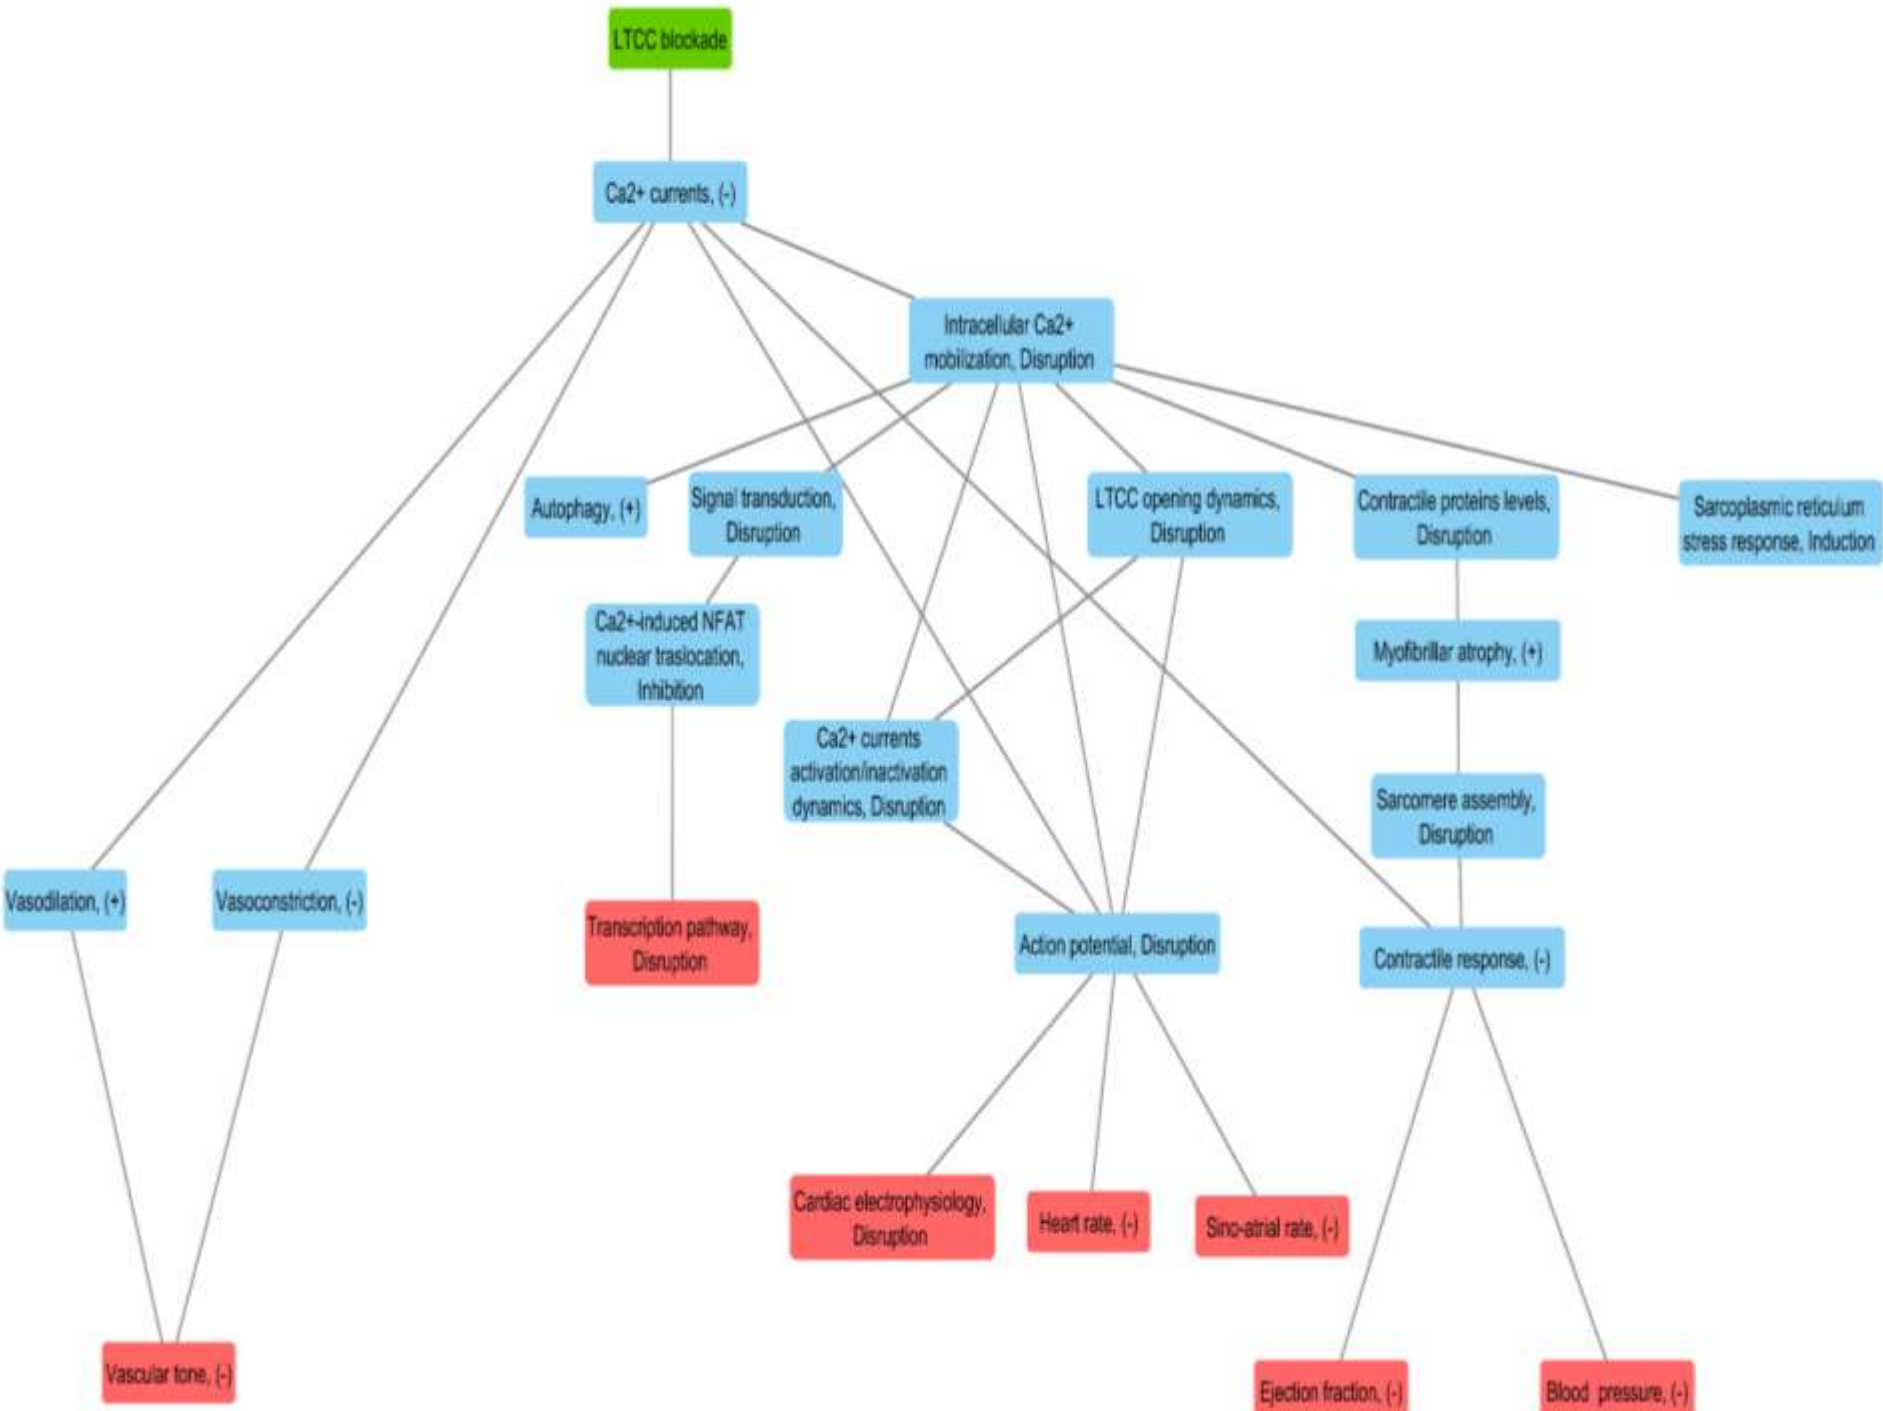 LTCC blockade
Ca2+ currents, (-)
Intracellular Ca2+
mobilization, Disruption
Autophagy, (+)
Signal transduction,
Disruption
LTCC opening dynamics,
Disruption
Contractile proteins levels,
Disruption
Sarcoplasmic reticulum
stress response, Induction
Ca2+-induced NFAT
nuclear traslocation,
Inhibition
Myofibrillar atrophy, (+)
Ca2+ currents
activation/inactivation
dynamics, Disruption
Sarcomere assembly,
Disruption
Vasodilation, (+)
Vasoconstriction, (-)
Transcription pathway,
Disruption
Action potential, Disruption
Contractile response, (-)
Cardiac electrophysiology,
Disruption
Heart rate, (-)
Sino-atrial rate, (-)
Vascular tone, (-)
Ejection fraction, (-)
Blood pressure, (-)